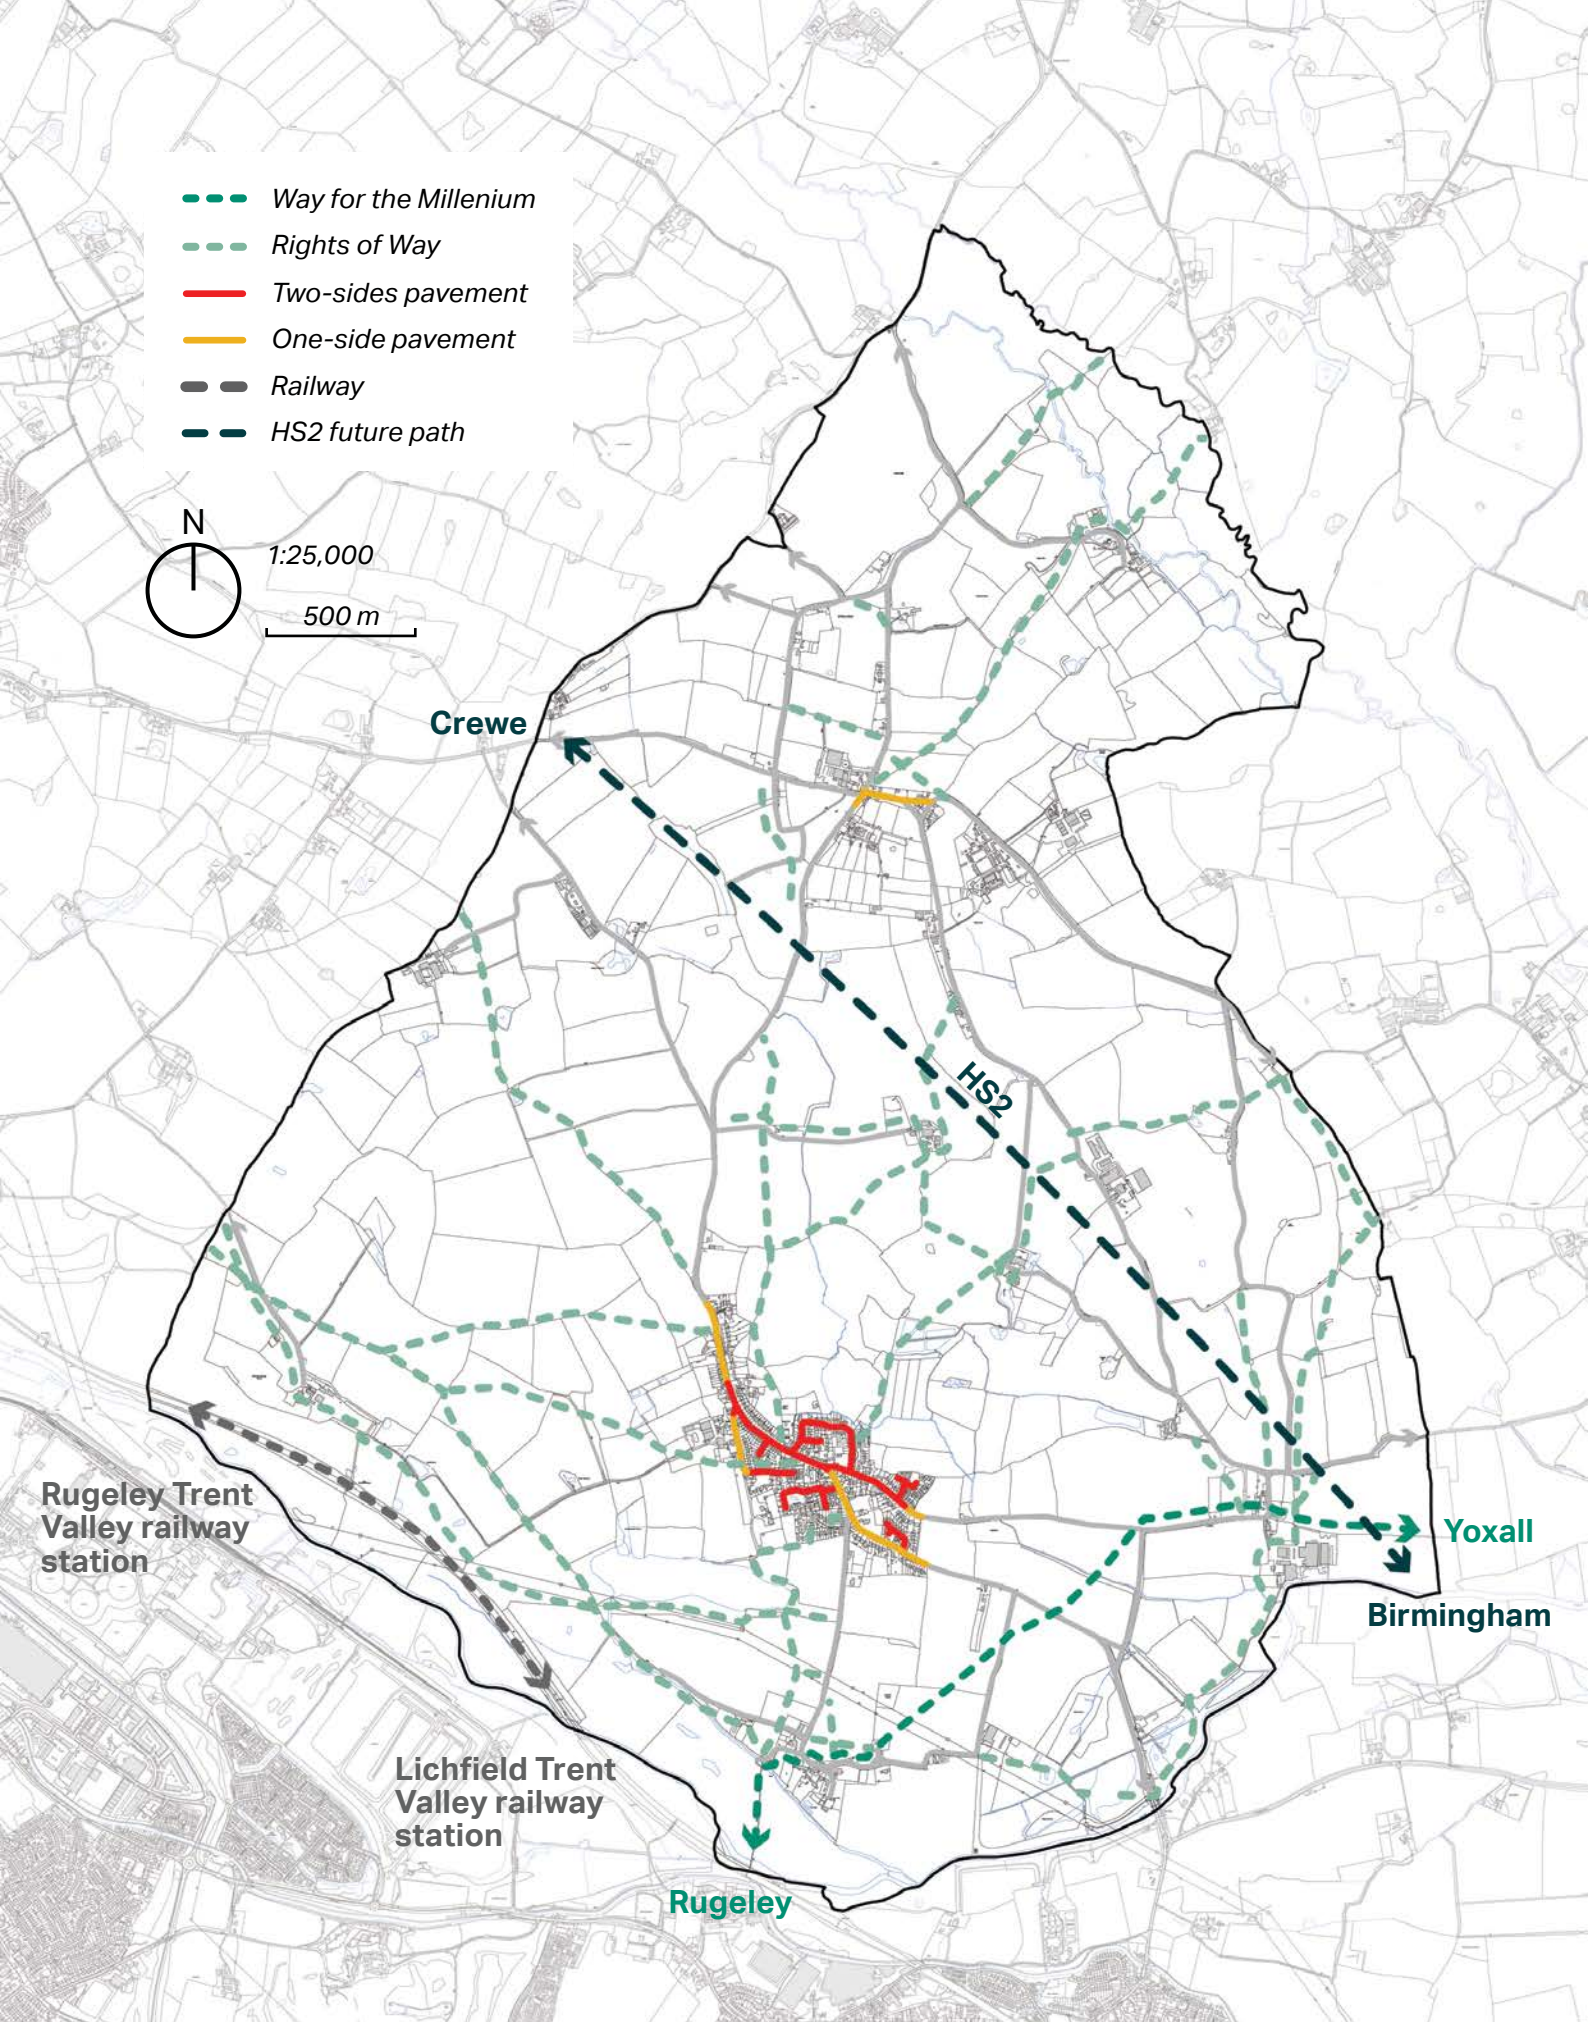 Way for the Millenium
Rights of Way
Two-sides pavement
One-side pavement
Railway
HS2 future path
N
1:25,000
500 m
Crewe
HS2
Rugeley Trent
Valley railway
station
Yoxall
Birmingham
Lichfield Trent
Valley railway
station
Rugeley